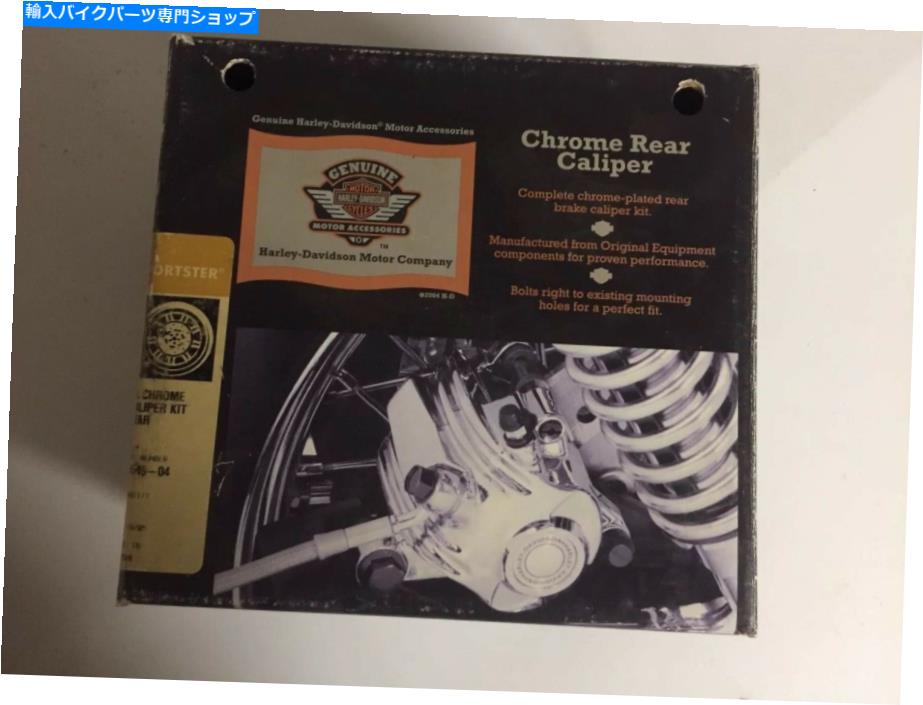 輸入バイクパーツ専門ショップ
Genuine Harley-Davidson® Motor Accessories
GENUINE
MOTOR
HARLEY-DAVIDSON
CYCLES
MOTOR ACCESSORIES
TM
Harley-Davidson Motor Company
©2004 H-D
Chrome Rear
Caliper
Complete chrome-plated rear
brake caliper kit.
Manufactured from Original Equipment
components for proven performance.
Bolts right to existing mounting
holes for a perfect fit.
ORTSTER®
CHROME
LIPER KIT
-04